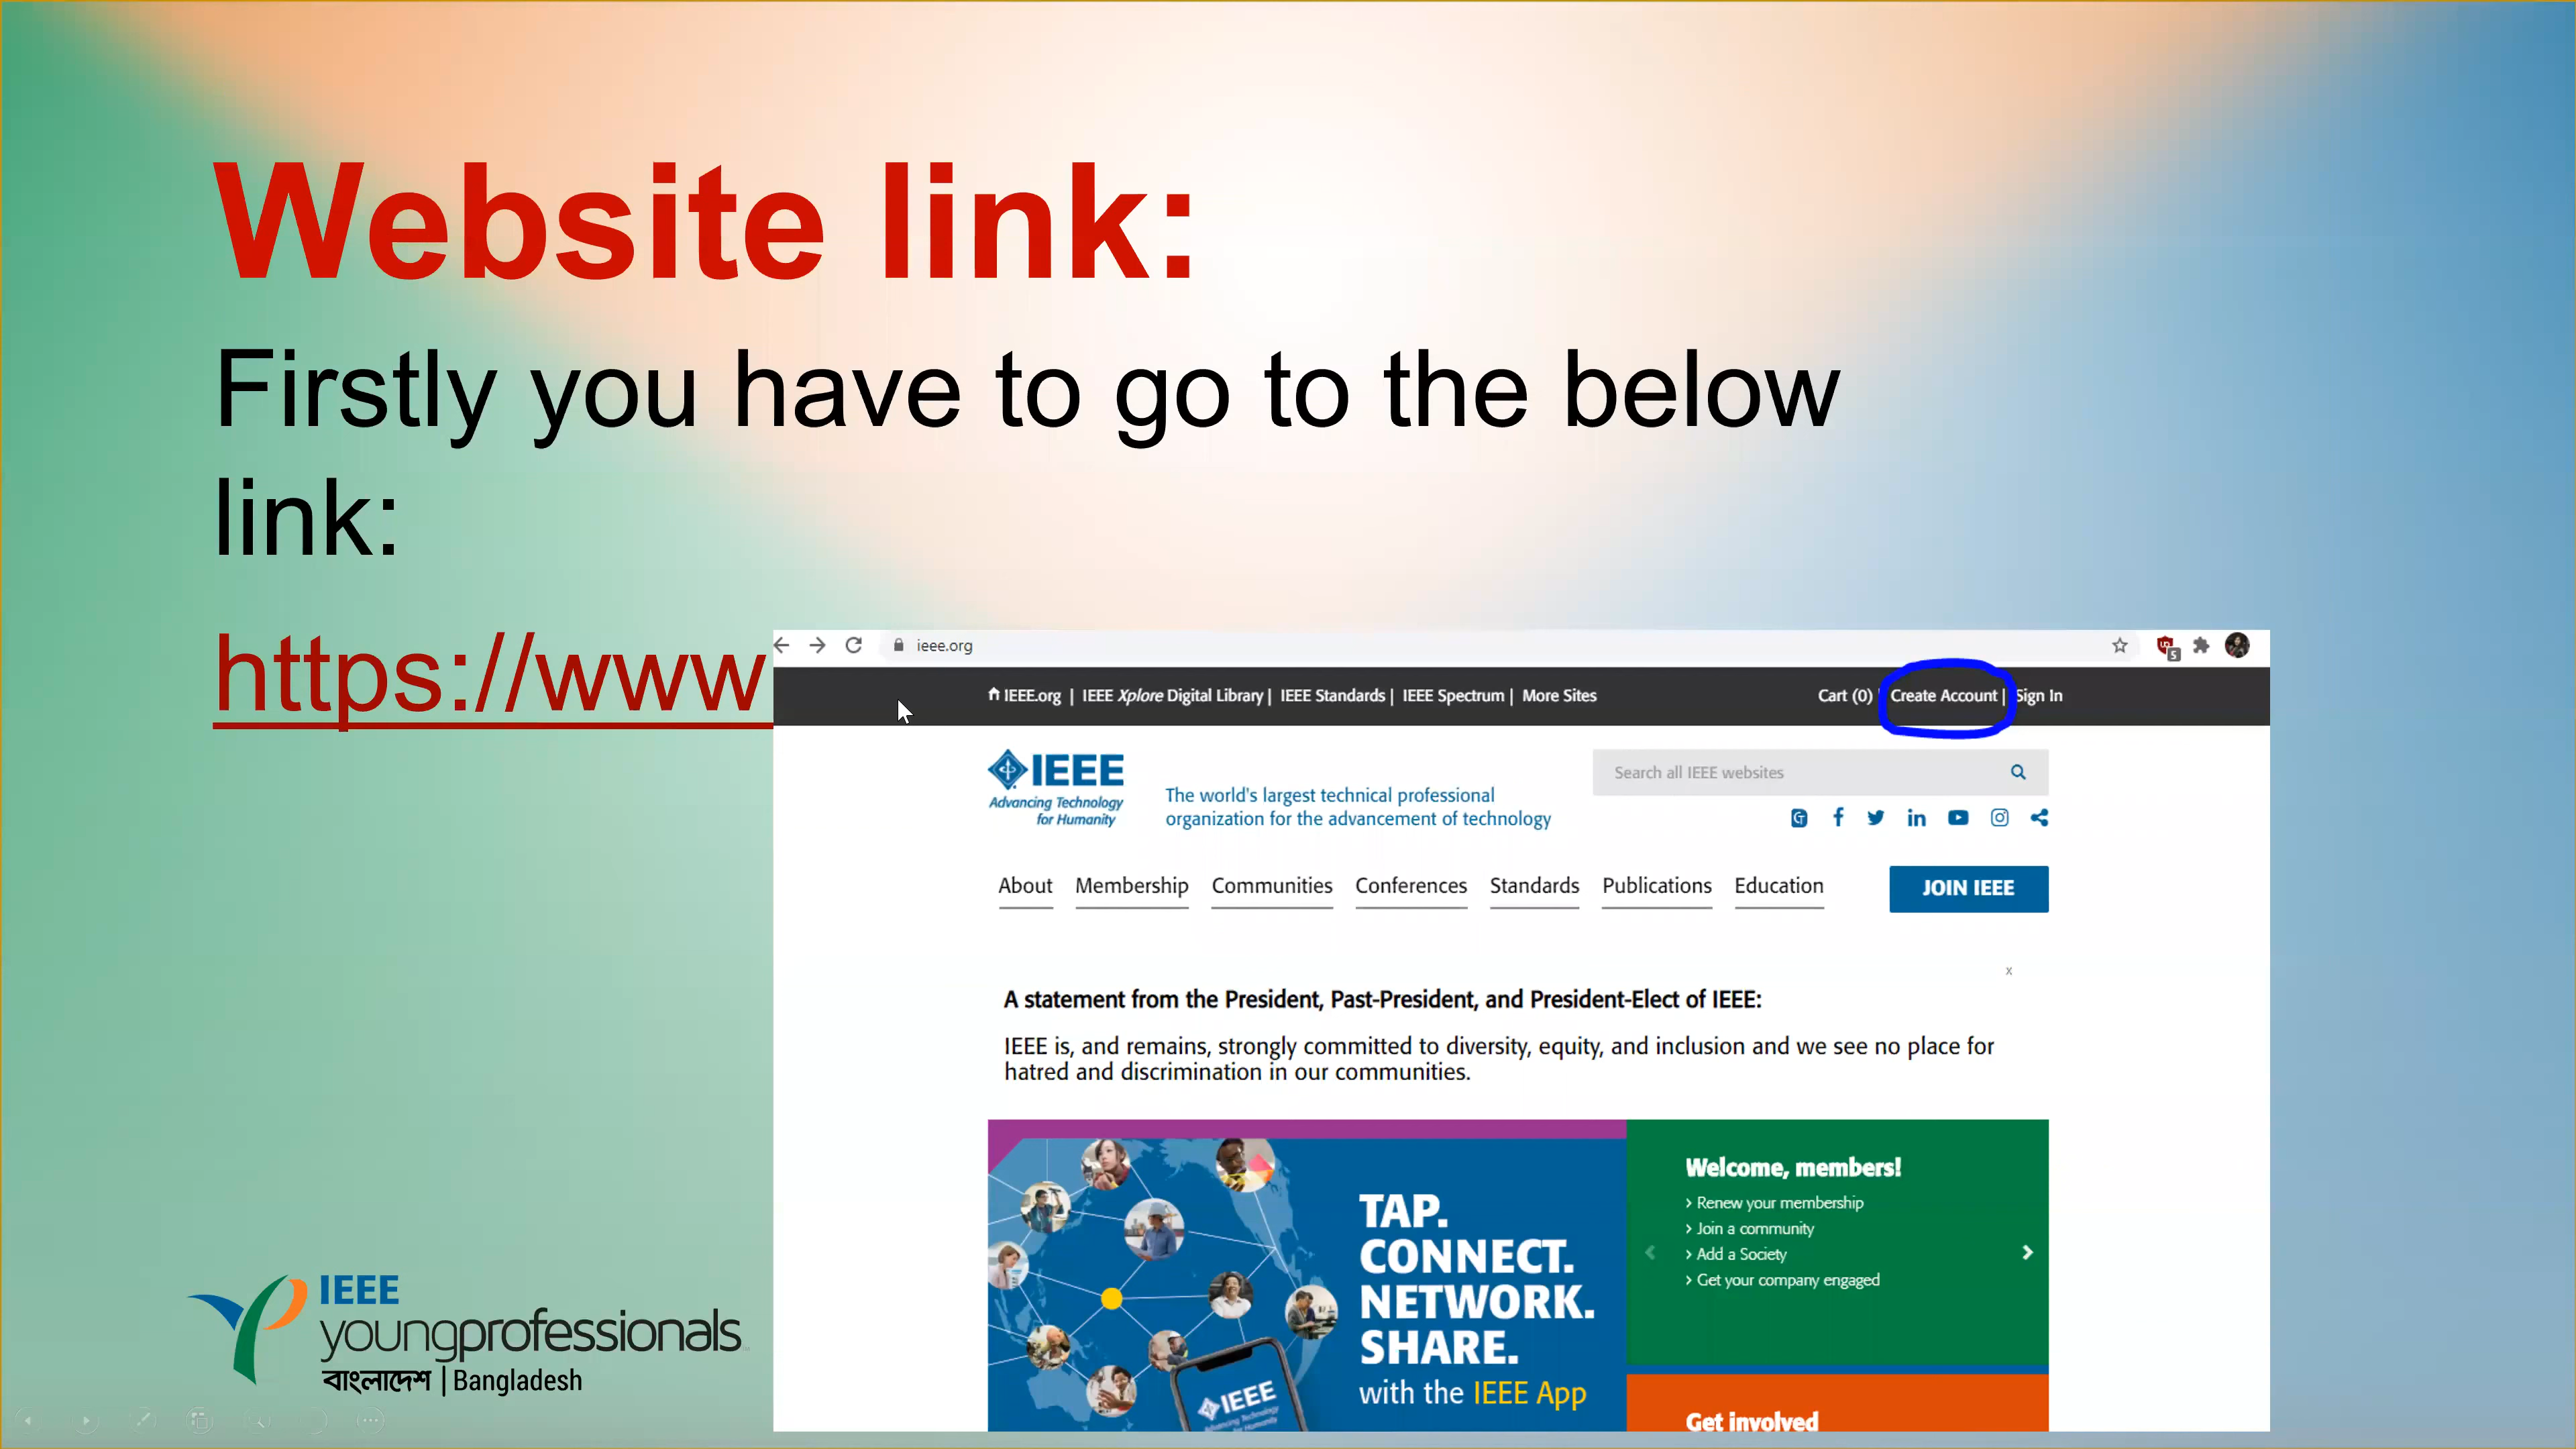 Website link:
Firstly you have to go to the below
link:
https://www
ieee.org
IEEE.org | IEEE Xplore Digital Library | IEEE Standards | IEEE Spectrum | More Sites
Cart (0) Create Account | Sign In
IEEE
Advancing Technology
for Humanity
The world's largest technical professional
organization for the advancement of technology
Search all IEEE websites
About Membership Communities Conferences Standards Publications Education
JOIN IEEE
x
A statement from the President, Past-President, and President-Elect of IEEE:
IEEE is, and remains, strongly committed to diversity, equity, and inclusion and we see no place for
hatred and discrimination in our communities.
TAP.
CONNECT.
NETWORK.
SHARE.
with the IEEE App
IEEE
Advancing Technology
for Humanity
Welcome, members!
› Renew your membership
› Join a community
› Add a Society
› Get your company engaged
Get involved
IEEE
youngprofessionals
বাংলাদেশ | Bangladesh